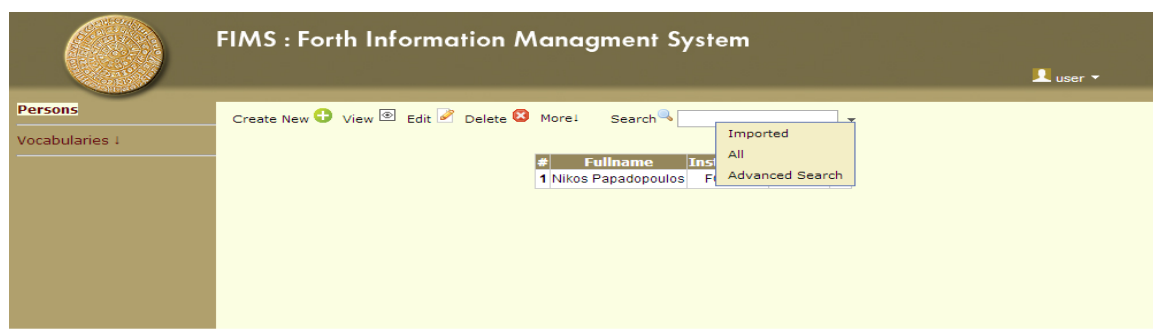 FIMS : Forth Information Managment System
user
Persons
Vocabularies ↓
Create New View Edit Delete More↓ Search
Imported
All
Advanced Search
# Fullname
1 Nikos Papadopoulos